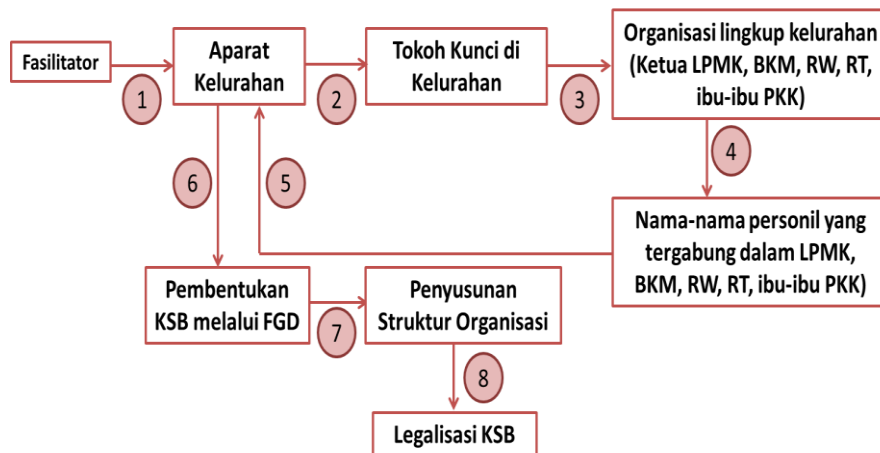 Fasilitator
1
Aparat
Kelurahan
2
Tokoh Kunci di
Kelurahan
3
Organisasi lingkup kelurahan
(Ketua LPMK, BKM, RW, RT,
ibu-ibu PKK)
4
Nama-nama personil yang
tergabung dalam LPMK,
BKM, RW, RT, ibu-ibu PKK)
5
6
Pembentukan
KSB melalui FGD
7
Penyusunan
Struktur Organisasi
8
Legalisasi KSB